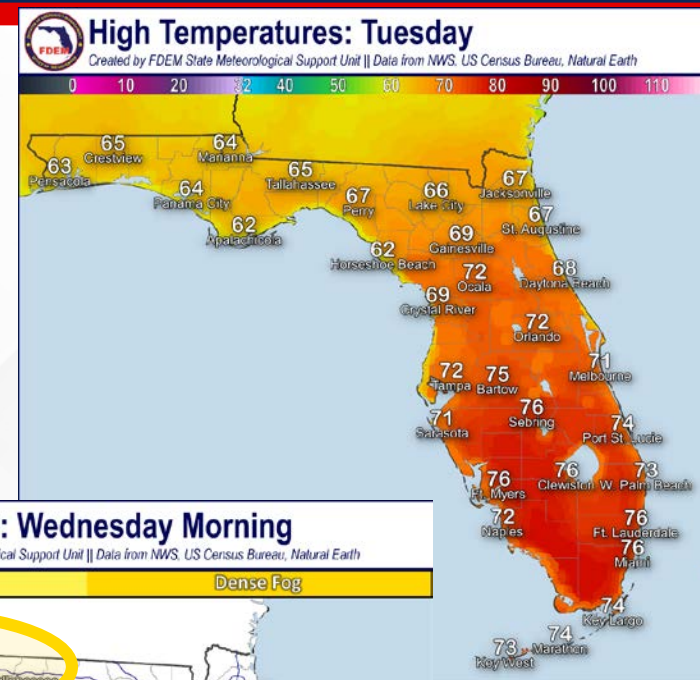 FDEM
High Temperatures: Tuesday
Created by FDEM State Meteorological Support Unit || Data from NWS, US Census Bureau, Natural Earth
0 10 20 32 40 50 60 70 80 90 100 110
65
Crestview
64
Marianna
63
Pensacola
65
Tallahassee
64
Panama City
67
Perry
66
Lake City
67
Jacksonville
62
Apalachicola
67
St. Augustine
69
Gainesville
62
Horseshoe Beach
72
Ocala
68
Daytona Beach
69
Crystal River
72
Orlando
71
Melbourne
72
Tampa
75
Bartow
76
Sebring
71
Sarasota
74
Port St. Lucie
76
Ft. Myers
76
Clewiston
73
W. Palm Beach
72
Naples
76
Ft. Lauderdale
76
Miami
74
Key Largo
74
Marathon
73
Key West
: Wednesday Morning
cal Support Unit || Data from NWS, US Census Bureau, Natural Earth
Dense Fog